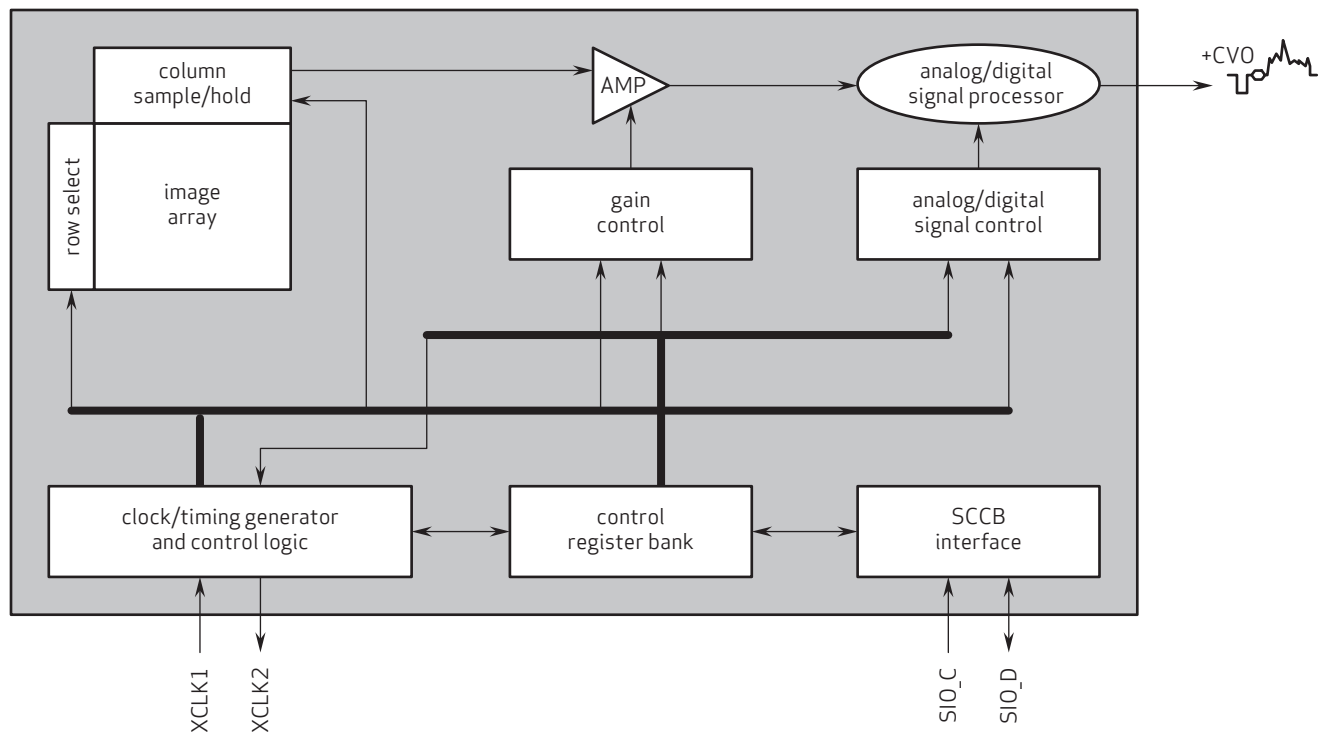 column
sample/hold
AMP
analog/digital
signal processor
+CVO
row select
image
array
gain
control
analog/digital
signal control
clock/timing generator
and control logic
control
register bank
SCCB
interface
XCLK1
XCLK2
SIO_C
SIO_D